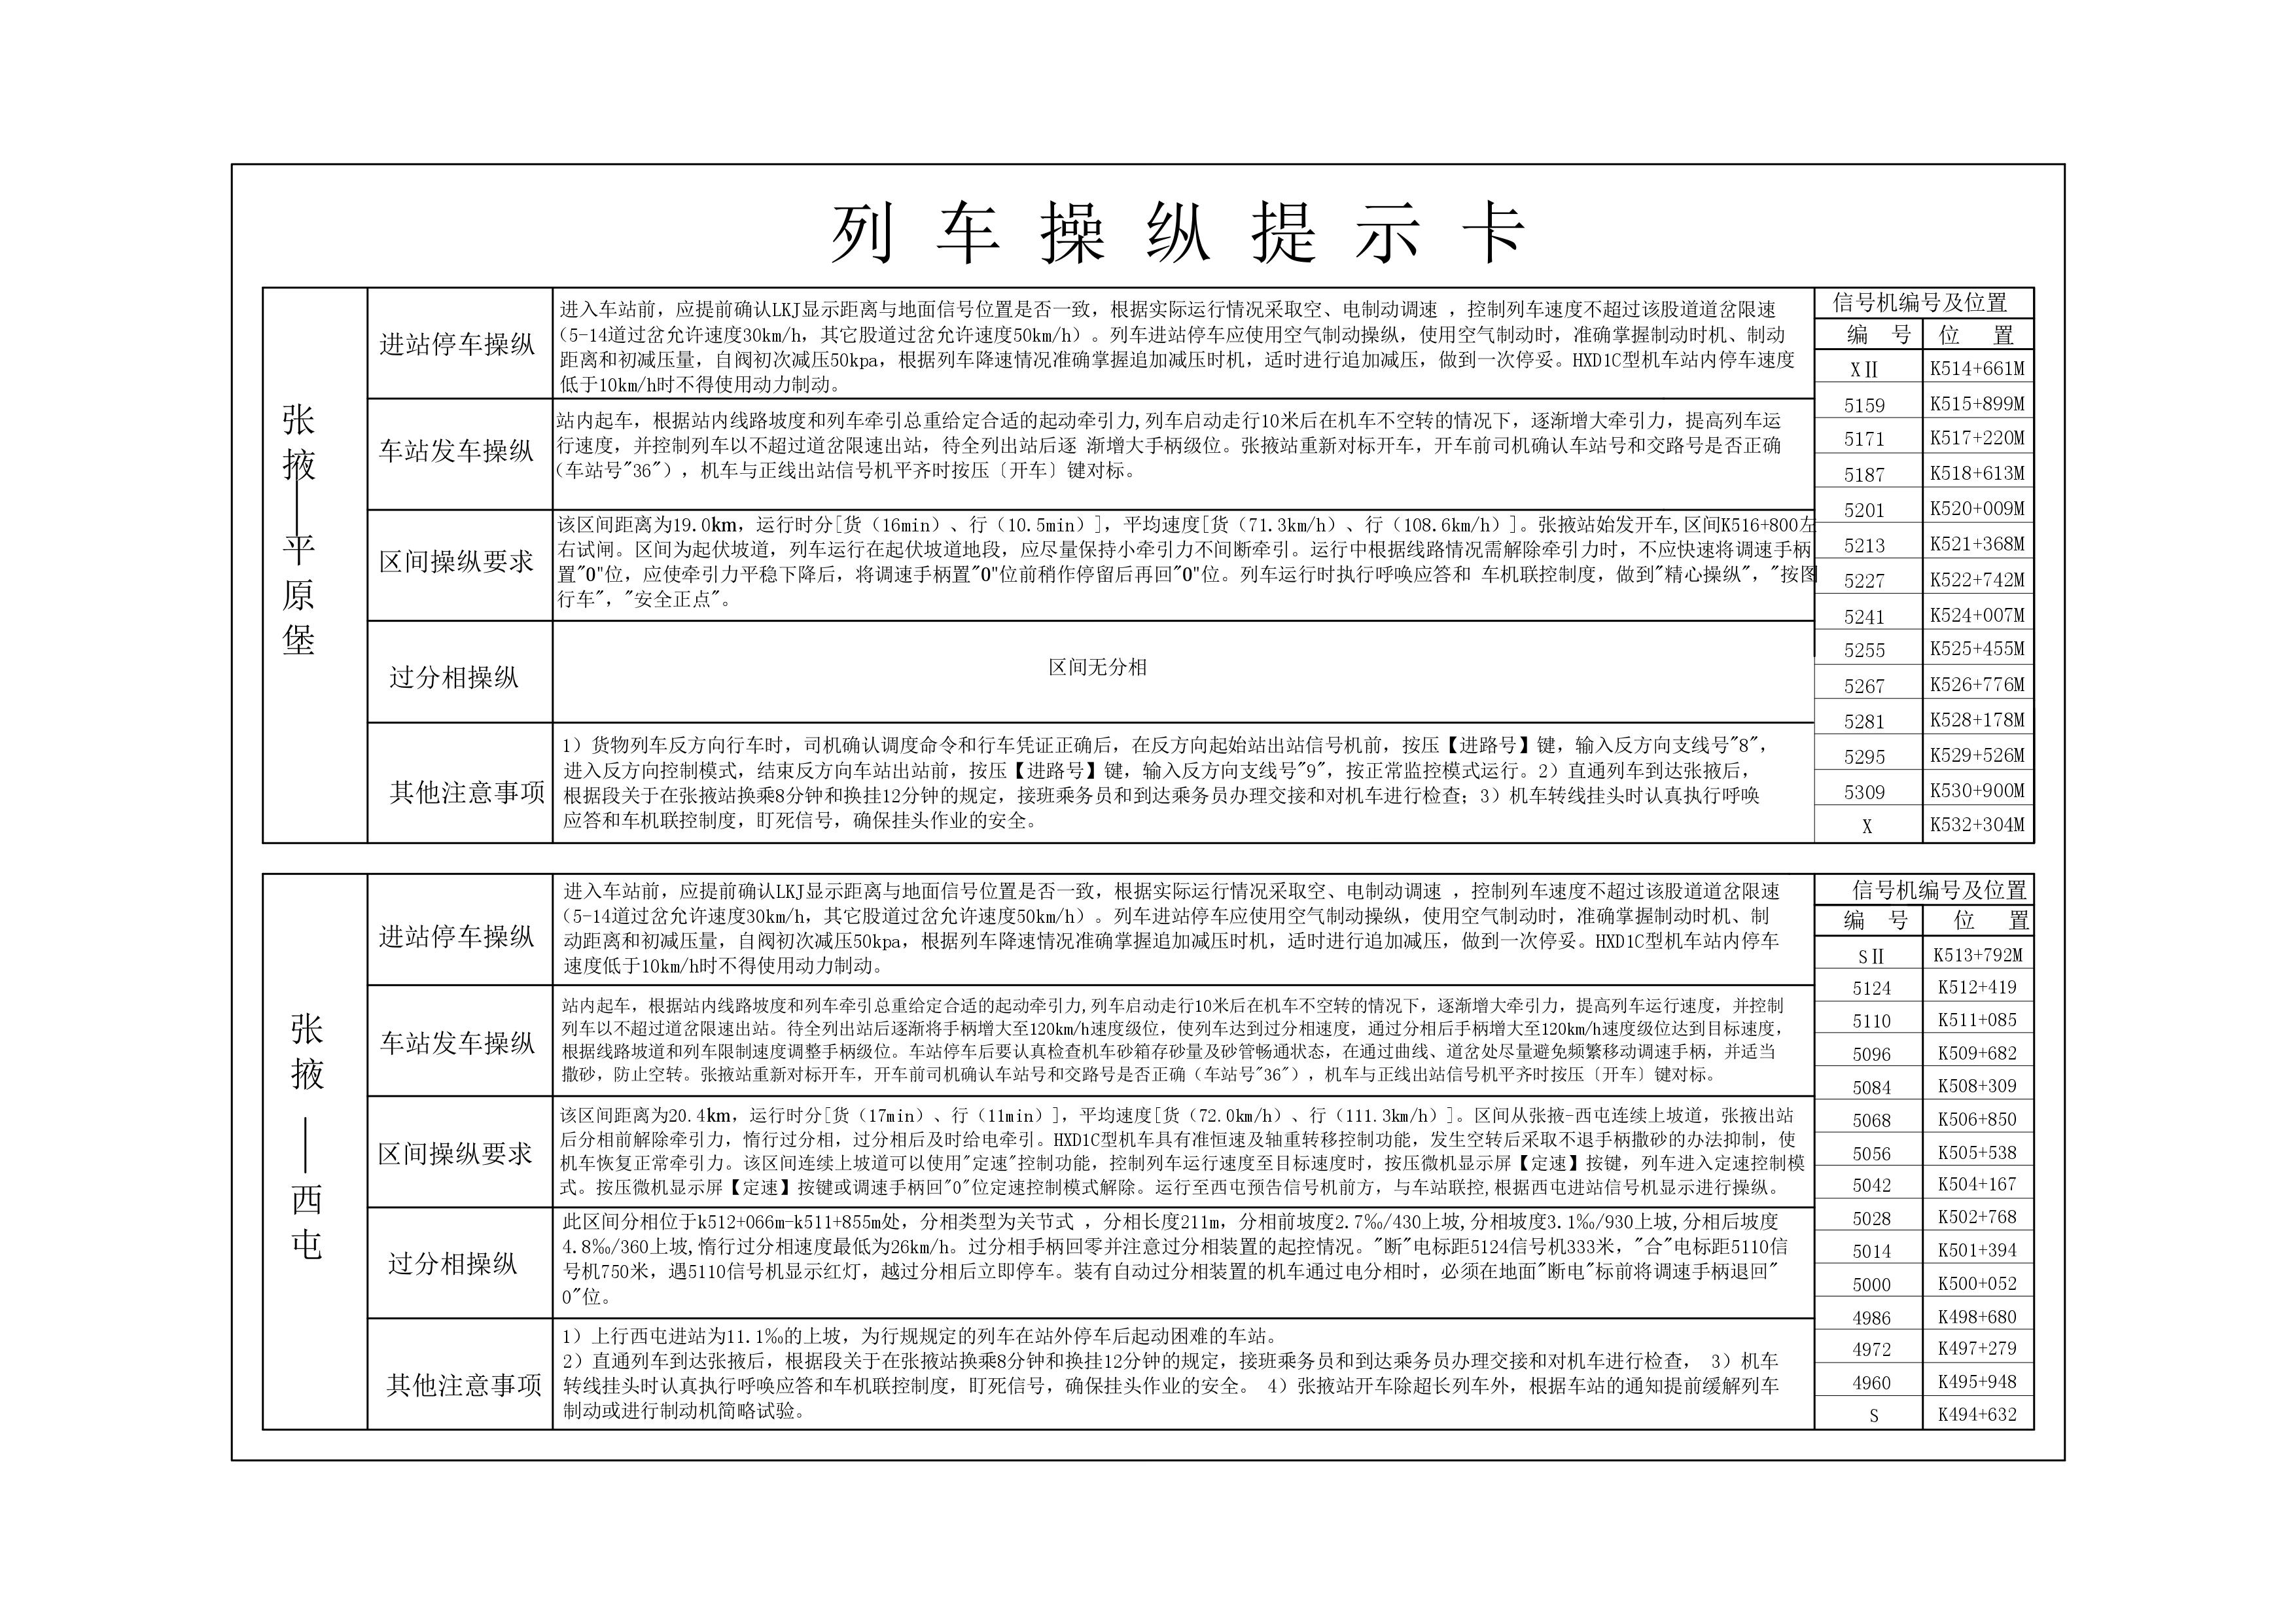 列车操纵提示卡
张掖—平原堡
进站停车操纵
进入车站前，应提前确认LKJ显示距离与地面信号位置是否一致，根据实际运行情况采取空、电制动调速 ，控制列车速度不超过该股道道岔限速
（5-14道过岔允许速度30km/h，其它股道过岔允许速度50km/h）。列车进站停车应使用空气制动操纵，使用空气制动时，准确掌握制动时机、制动
距离和初减压量，自阀初次减压50kpa，根据列车降速情况准确掌握追加减压时机，适时进行追加减压，做到一次停妥。HXD1C型机车站内停车速度
低于10km/h时不得使用动力制动。
车站发车操纵
站内起车，根据站内线路坡度和列车牵引总重给定合适的起动牵引力,列车启动走行10米后在机车不空转的情况下，逐渐增大牵引力，提高列车运
行速度，并控制列车以不超过道岔限速出站，待全列出站后逐 渐增大手柄级位。张掖站重新对标开车，开车前司机确认车站号和交路号是否正确
（车站号"36"），机车与正线出站信号机平齐时按压〔开车〕键对标。
区间操纵要求
该区间距离为19.0km，运行时分[货（16min）、行（10.5min）]，平均速度[货（71.3km/h）、行（108.6km/h）]。张掖站始发开车,区间K516+800左
右试闸。区间为起伏坡道，列车运行在起伏坡道地段，应尽量保持小牵引力不间断牵引。运行中根据线路情况需解除牵引力时，不应快速将调速手柄
置"0"位，应使牵引力平稳下降后，将调速手柄置"0"位前稍作停留后再回"0"位。列车运行时执行呼唤应答和 车机联控制度，做到"精心操纵"，"按图
行车"，"安全正点"。
过分相操纵
区间无分相
其他注意事项
1）货物列车反方向行车时，司机确认调度命令和行车凭证正确后，在反方向起始站出站信号机前，按压【进路号】键，输入反方向支线号"8"，
进入反方向控制模式，结束反方向车站出站前，按压【进路号】键，输入反方向支线号"9"，按正常监控模式运行。2）直通列车到达张掖后，
根据段关于在张掖站换乘8分钟和换挂12分钟的规定，接班乘务员和到达乘务员办理交接和对机车进行检查；3）机车转线挂头时认真执行呼唤
应答和车机联控制度，盯死信号，确保挂头作业的安全。
信号机编号及位置
编 号 位 置
XⅡ K514+661M
5159 K515+899M
5171 K517+220M
5187 K518+613M
5201 K520+009M
5213 K521+368M
5227 K522+742M
5241 K524+007M
5255 K525+455M
5267 K526+776M
5281 K528+178M
5295 K529+526M
5309 K530+900M
X K532+304M
张掖—西屯
进站停车操纵
进入车站前，应提前确认LKJ显示距离与地面信号位置是否一致，根据实际运行情况采取空、电制动调速 ，控制列车速度不超过该股道道岔限速
（5-14道过岔允许速度30km/h，其它股道过岔允许速度50km/h）。列车进站停车应使用空气制动操纵，使用空气制动时，准确掌握制动时机、制
动距离和初减压量，自阀初次减压50kpa，根据列车降速情况准确掌握追加减压时机，适时进行追加减压，做到一次停妥。HXD1C型机车站内停车
速度低于10km/h时不得使用动力制动。
车站发车操纵
站内起车，根据站内线路坡度和列车牵引总重给定合适的起动牵引力,列车启动走行10米后在机车不空转的情况下，逐渐增大牵引力，提高列车运行速度，并控制
列车以不超过道岔限速出站。待全列出站后逐渐将手柄增大至120km/h速度级位，使列车达到过分相速度，通过分相后手柄增大至120km/h速度级位达到目标速度，
根据线路坡道和列车限制速度调整手柄级位。车站停车后要认真检查机车砂箱存砂量及砂管畅通状态，在通过曲线、道岔处尽量避免频繁移动调速手柄，并适当
撒砂，防止空转。张掖站重新对标开车，开车前司机确认车站号和交路号是否正确（车站号"36"），机车与正线出站信号机平齐时按压〔开车〕键对标。
区间操纵要求
该区间距离为20.4km，运行时分[货（17min）、行（11min）]，平均速度[货（72.0km/h）、行（111.3km/h）]。区间从张掖-西屯连续上坡道，张掖出站
后分相前解除牵引力，惰行过分相，过分相后及时给电牵引。HXD1C型机车具有准恒速及轴重转移控制功能，发生空转后采取不退手柄撒砂的办法抑制，使
机车恢复正常牵引力。该区间连续上坡道可以使用"定速"控制功能，控制列车运行速度至目标速度时，按压微机显示屏【定速】按键，列车进入定速控制模
式。按压微机显示屏【定速】按键或调速手柄回"0"位定速控制模式解除。运行至西屯预告信号机前方，与车站联控,根据西屯进站信号机显示进行操纵。
过分相操纵
此区间分相位于k512+066m-k511+855m处，分相类型为关节式 ，分相长度211m，分相前坡度2.7‰/430上坡,分相坡度3.1‰/930上坡,分相后坡度
4.8‰/360上坡,惰行过分相速度最低为26km/h。过分相手柄回零并注意过分相装置的起控情况。"断"电标距5124信号机333米，"合"电标距5110信
号机750米，遇5110信号机显示红灯，越过分相后立即停车。装有自动过分相装置的机车通过电分相时，必须在地面"断电"标前将调速手柄退回"
0"位。
其他注意事项
1）上行西屯进站为11.1‰的上坡，为行规规定的列车在站外停车后起动困难的车站。
2）直通列车到达张掖后，根据段关于在张掖站换乘8分钟和换挂12分钟的规定，接班乘务员和到达乘务员办理交接和对机车进行检查， 3）机车
转线挂头时认真执行呼唤应答和车机联控制度，盯死信号，确保挂头作业的安全。 4）张掖站开车除超长列车外，根据车站的通知提前缓解列车
制动或进行制动机简略试验。
信号机编号及位置
编 号 位 置
SⅡ K513+792M
5124 K512+419
5110 K511+085
5096 K509+682
5084 K508+309
5068 K506+850
5056 K505+538
5042 K504+167
5028 K502+768
5014 K501+394
5000 K500+052
4986 K498+680
4972 K497+279
4960 K495+948
S K494+632